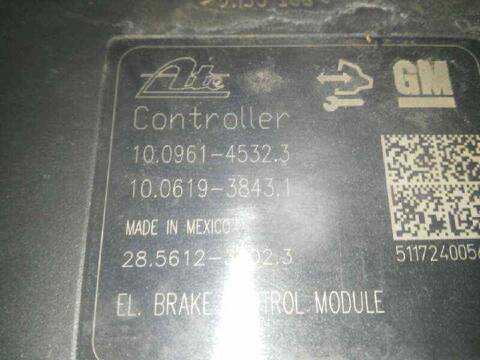 Ate
GM
Controller
10.0961-4532.3
10.0619-3843.1
MADE IN MEXICO
EL. BRAKE MODULE